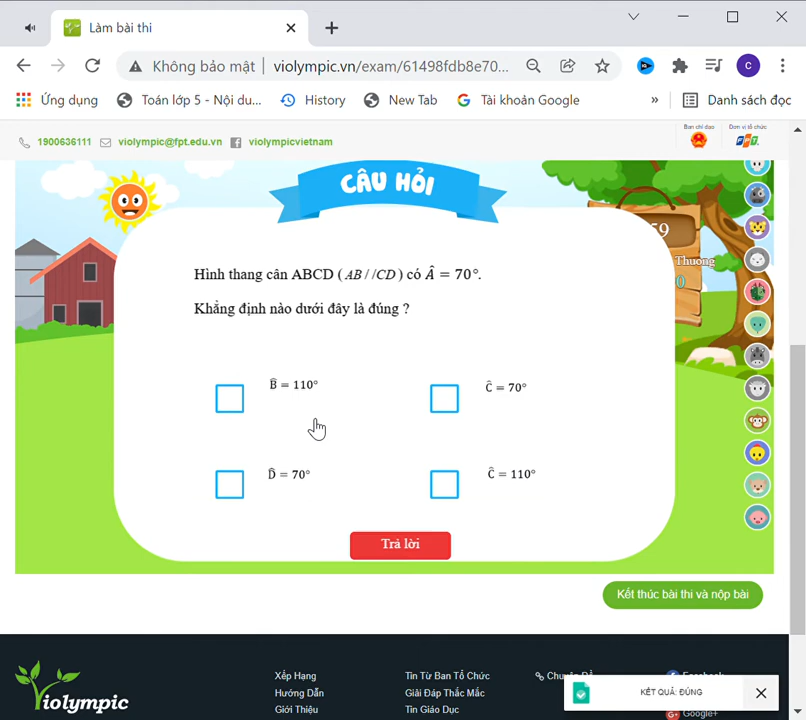 Làm bài thi
Không bảo mật
violympic.vn/exam/61498fdb8e70...
C
Ứng dụng
Toán lớp 5 - Nội du...
History
New Tab
Tài khoản Google
»
Danh sách đọc
1900636111
violympic@fpt.edu.vn
violympicvietnam
Ban chỉ đạo
Đơn vị tổ chức
FPT
CÂU HỎI
59
Thuong
0
Hình thang cân ABCD ( AB//CD ) có Â = 70°.
Khẳng định nào dưới đây là đúng ?
B̂ = 110°
Ĉ = 70°
D̂ = 70°
Ĉ = 110°
Trả lời
Kết thúc bài thi và nộp bài
Violympic
Xếp Hạng
Hướng Dẫn
Giới Thiệu
Tin Từ Ban Tổ Chức
Giải Đáp Thắc Mắc
Tin Giáo Dục
KẾT QUẢ: ĐÚNG
Google+